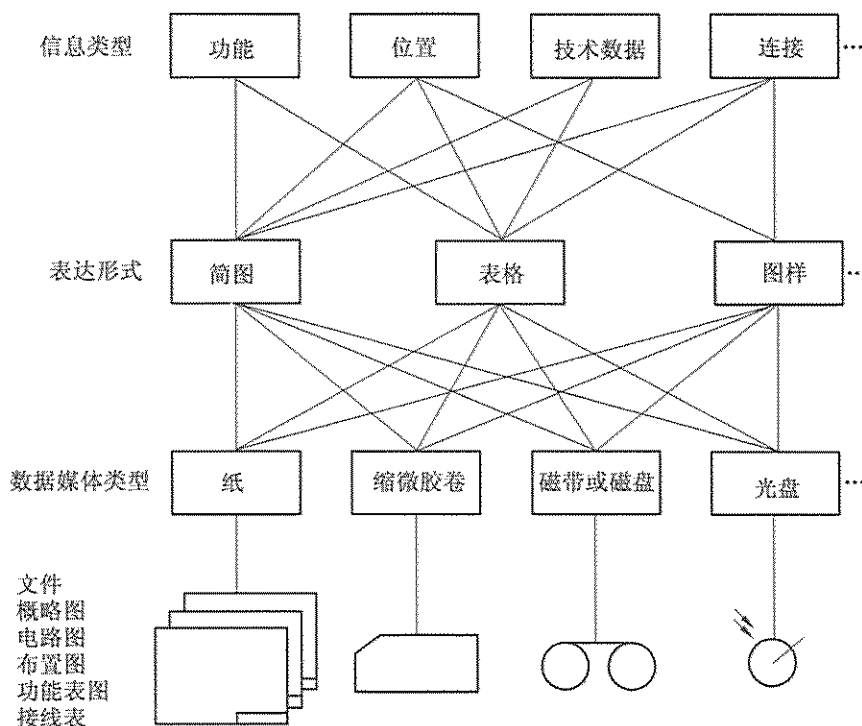 信息类型 功能 位置 技术数据 连接 …
表达形式 简图 表格 图样 …
数据媒体类型 纸 缩微胶卷 磁带或磁盘 光盘 …
文件
概略图
电路图
布置图
功能表图
接线表